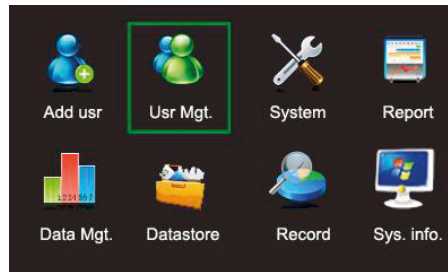 Add usr
Usr Mgt.
System
Report
Data Mgt.
Datastore
Record
Sys. info.